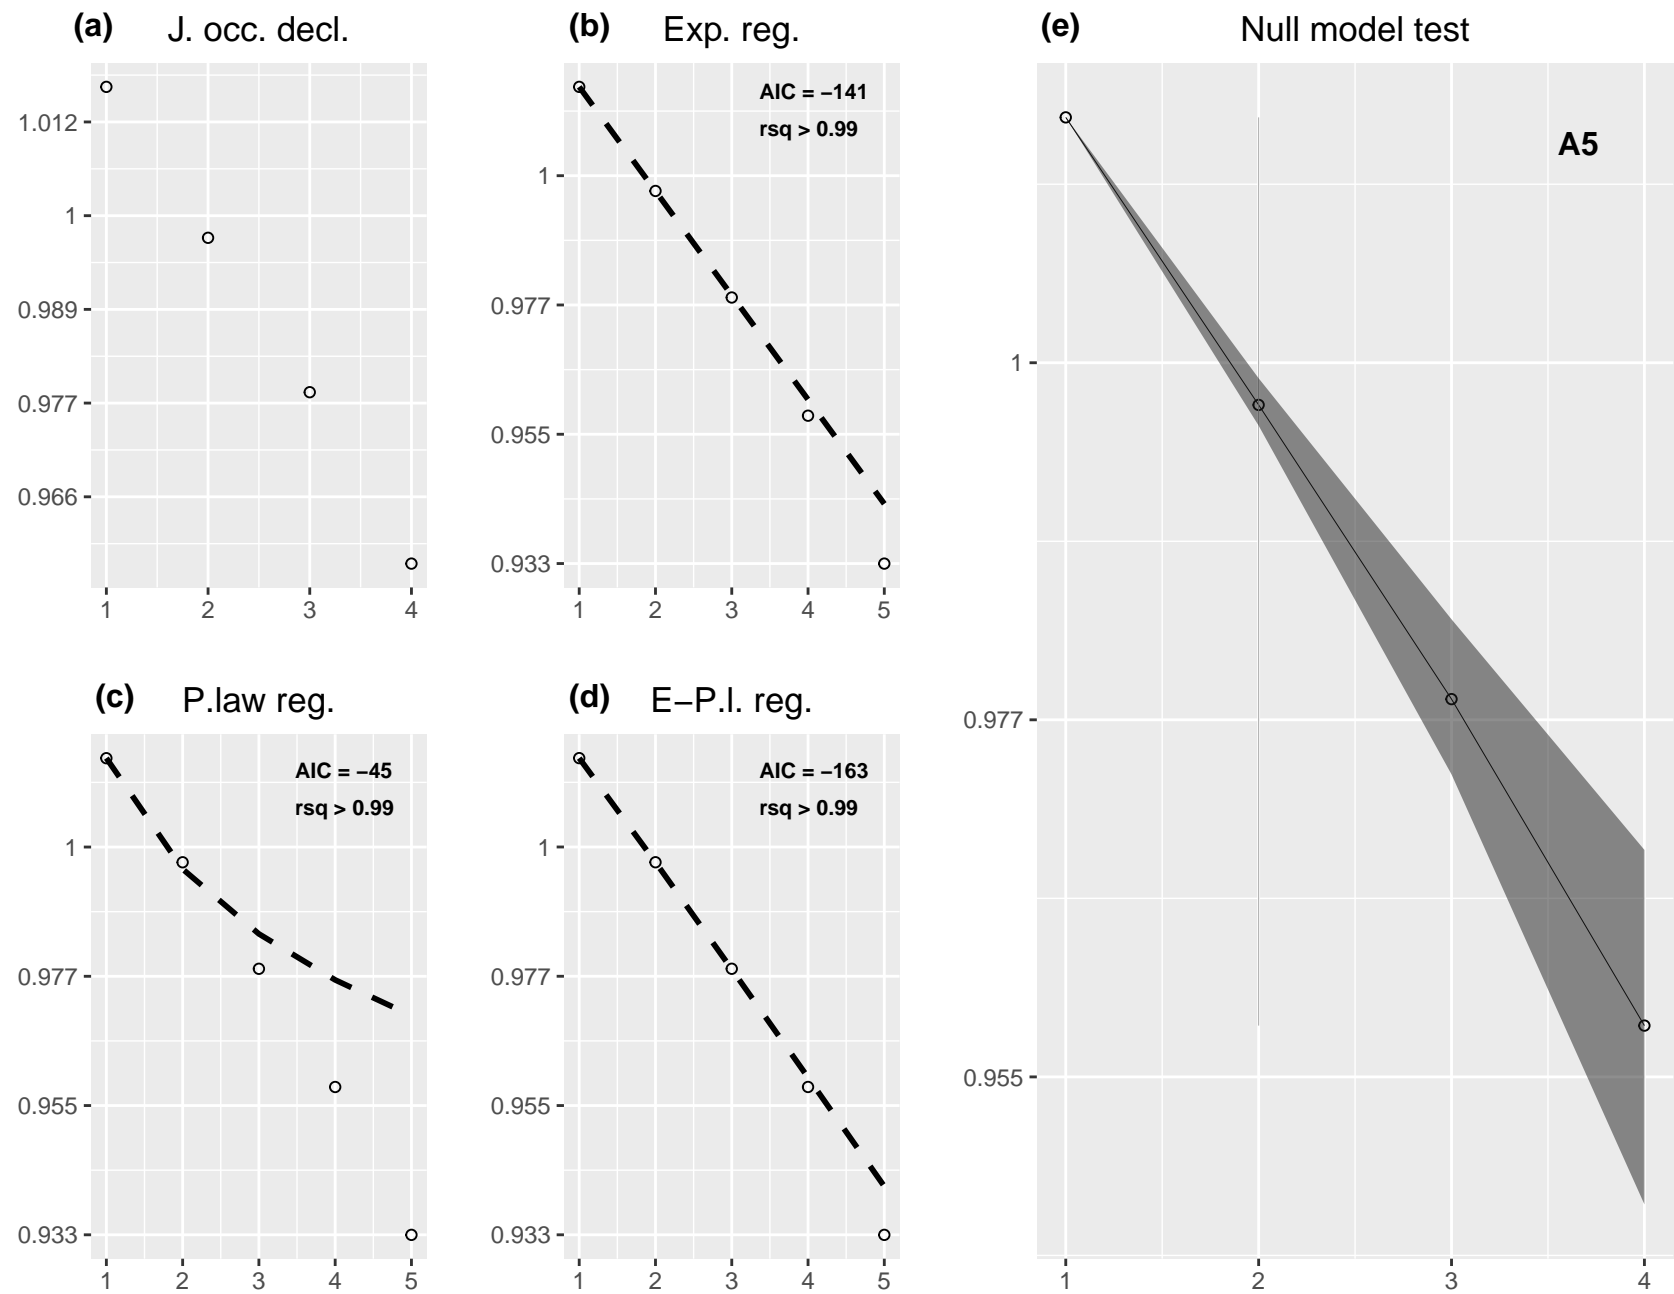 (a) J. occ. decl.
1.012
1
0.989
0.977
0.966
1 2 3 4
(b) Exp. reg.
AIC = −141
rsq > 0.99
1
0.977
0.955
0.933
1 2 3 4 5
(c) P.law reg.
AIC = −45
rsq > 0.99
1
0.977
0.955
0.933
1 2 3 4 5
(d) E−P.l. reg.
AIC = −163
rsq > 0.99
1
0.977
0.955
0.933
1 2 3 4 5
(e) Null model test
A5
1
0.977
0.955
1 2 3 4